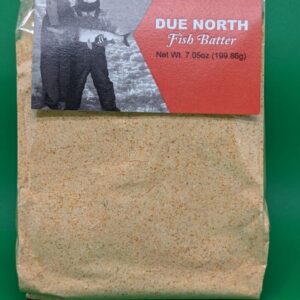 DUE NORTH
Fish Batter
Net Wt. 7.05oz (199.86g)